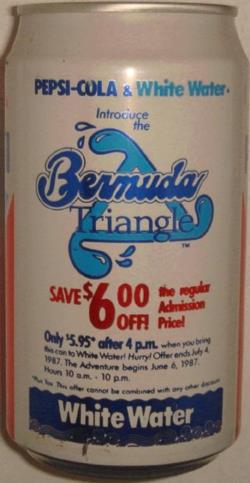 PEPSI-COLA & White Water®
Introduce
the
Bermuda
Triangle
™
SAVE $6.00 OFF! the regular Admission Price!
Only $5.95* after 4 p.m. when you bring
this can to White Water! Hurry! Offer ends July 4,
1987. The Adventure begins June 6, 1987.
Hours 10 a.m. - 10 p.m.
*Plus Tax. This offer cannot be combined with any other discount
White Water